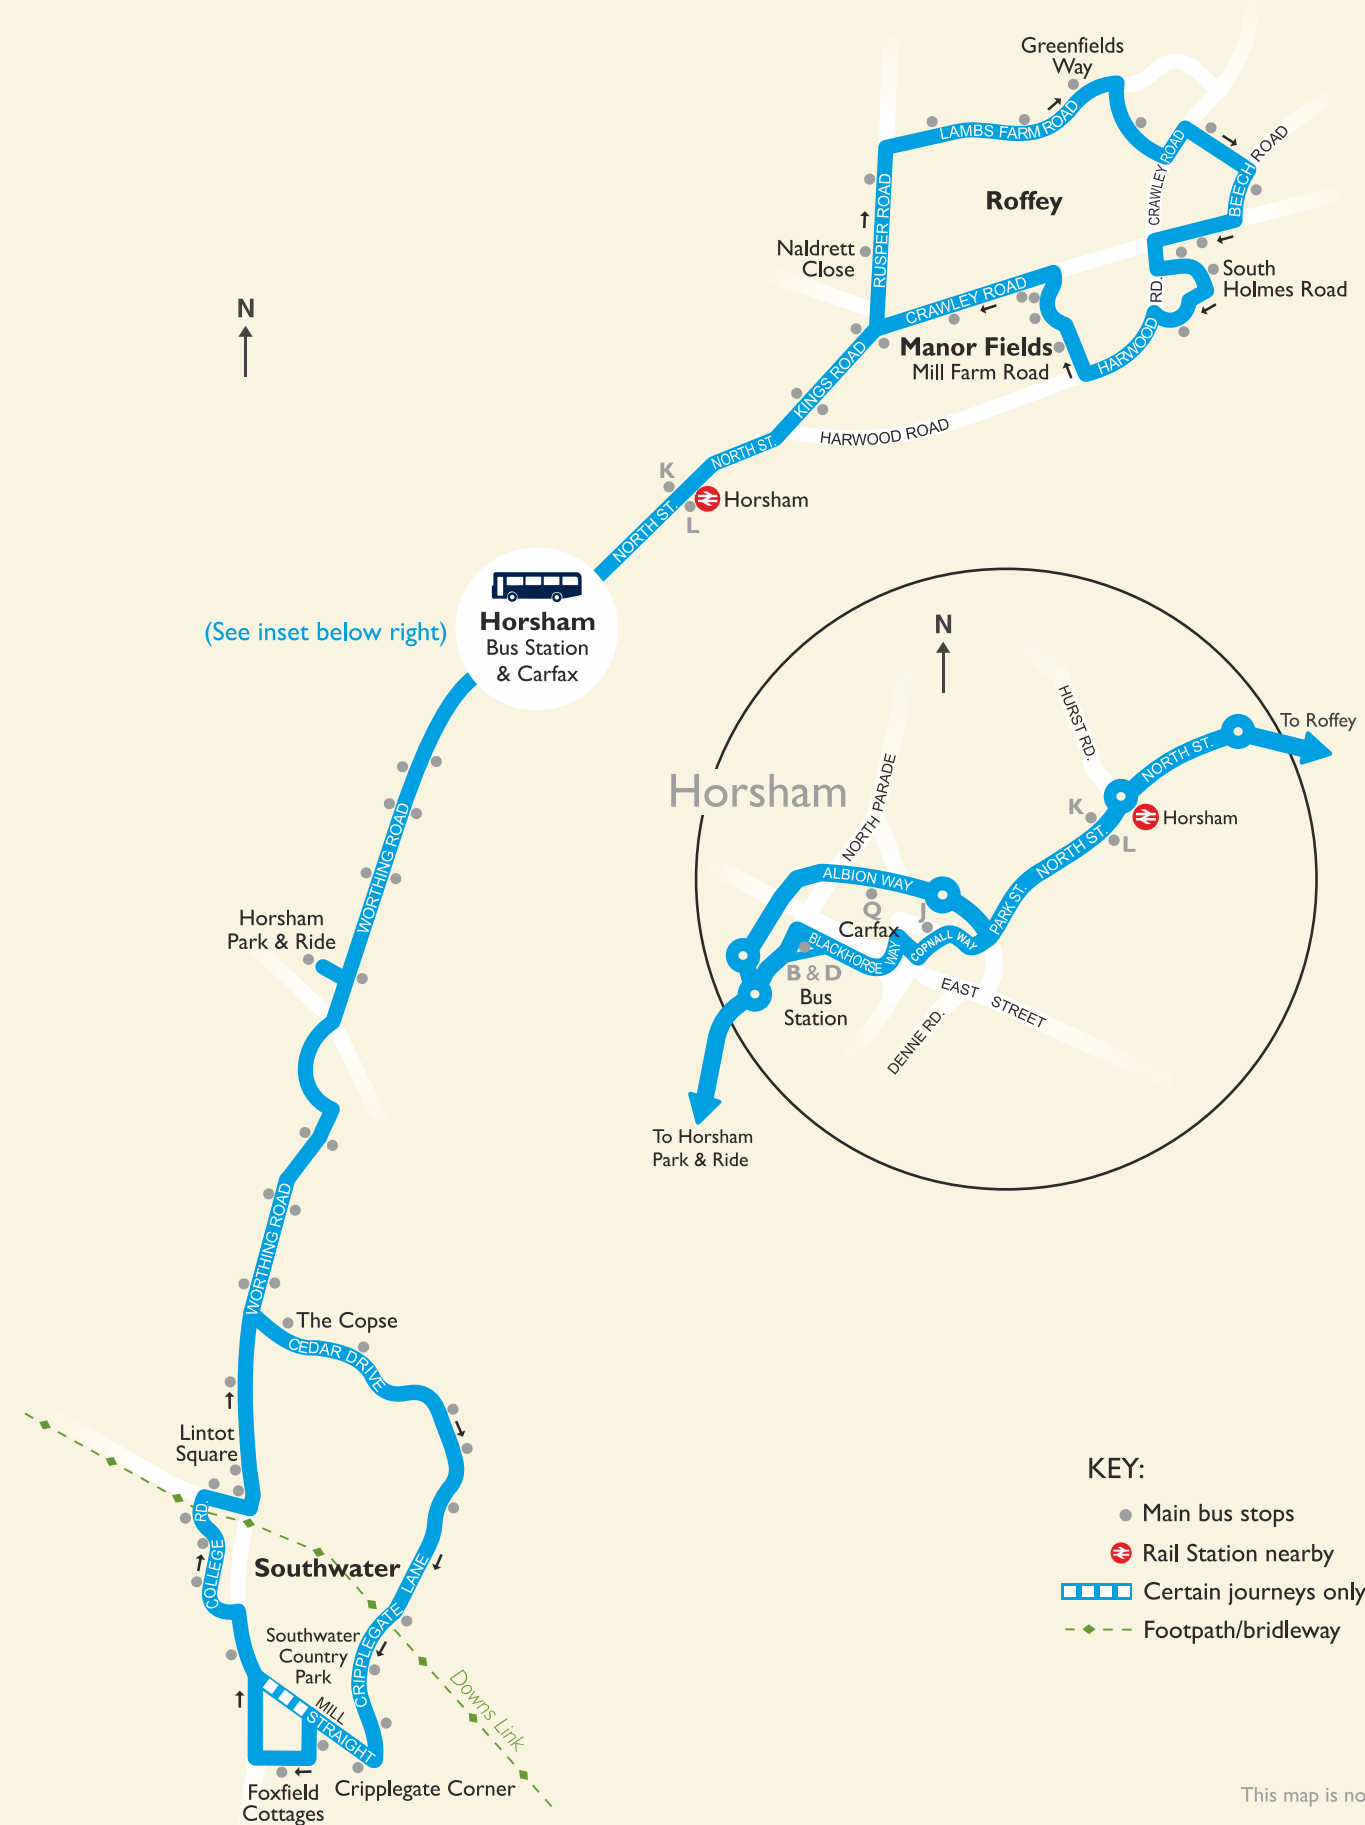 Greenfields
Way
LAMBS FARM ROAD
CRAWLEY ROAD
CRAWLEY ROAD
BEECH ROAD
Roffey
RUSPER ROAD
Naldrett
Close
South
Holmes Road
HARWOOD RD.
CRAWLEY ROAD
Manor Fields
Mill Farm Road
KINGS ROAD
HARWOOD ROAD
NORTH ST.
K
Horsham
L
NORTH ST.
N
Horsham
Bus Station
& Carfax
(See inset below right)
N
HURST RD.
To Roffey
NORTH ST.
Horsham
NORTH PARADE
K
Horsham
L
NORTH ST.
ALBION WAY
Q
J
PARK ST.
Carfax
BLACKHORSE WAY
COPNALL WAY
B & D
Bus
Station
EAST STREET
DENNE RD.
To Horsham
Park & Ride
WORTHING ROAD
Horsham
Park & Ride
WORTHING ROAD
The Copse
CEDAR DRIVE
Lintot
Square
COLLEGE RD.
Southwater
CRIPPLEGATE LANE
Southwater
Country
Park
MILL
STRAIGHT
Downs Link
Cripplegate Corner
Foxfield
Cottages
KEY:
Main bus stops
Rail Station nearby
Certain journeys only
Footpath/bridleway
This map is no